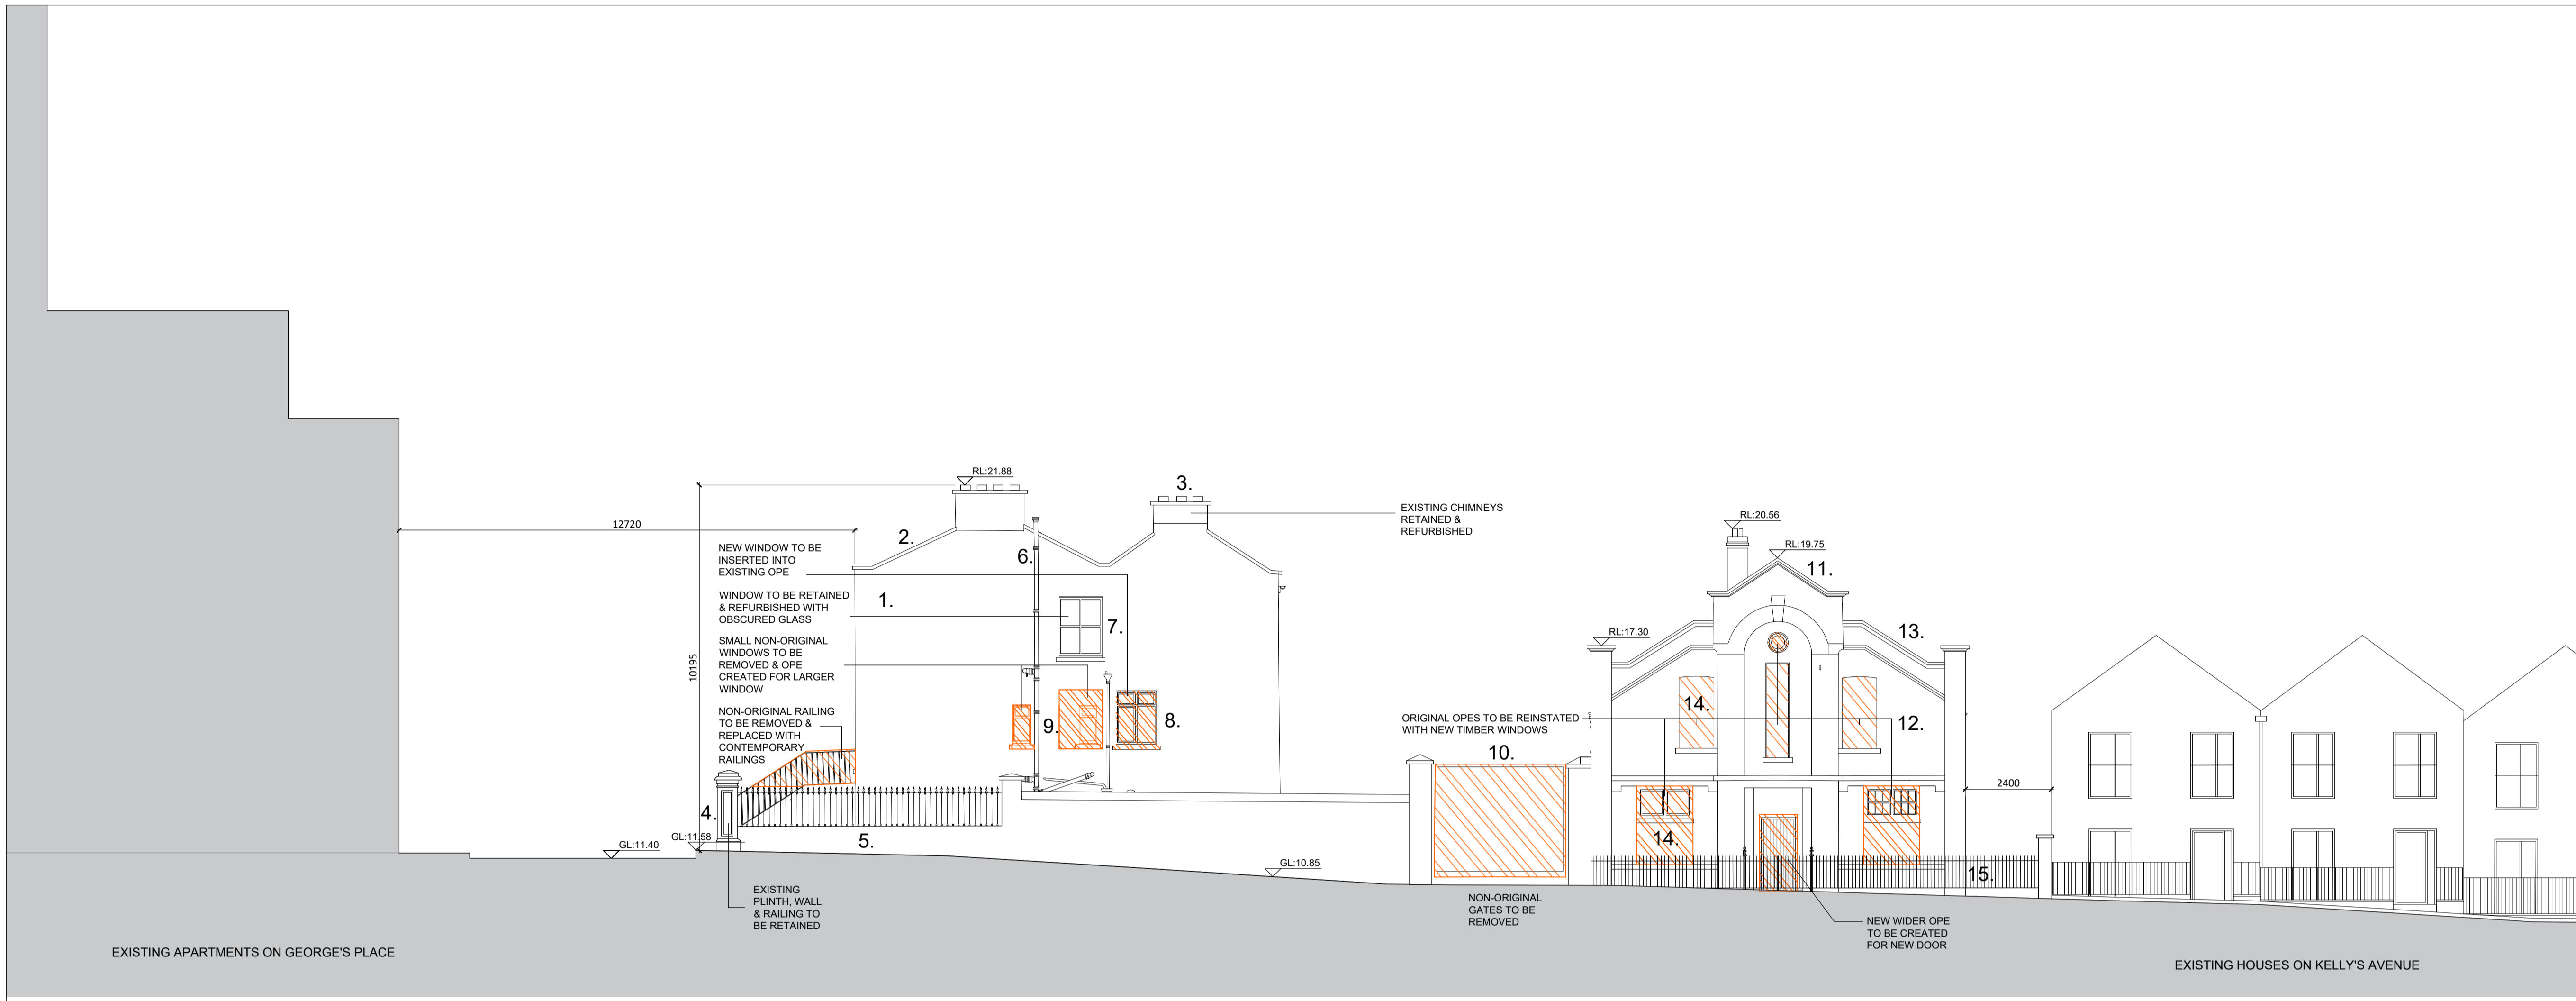 RL:21.88
3.
EXISTING CHIMNEYS
RETAINED &
REFURBISHED
12720
2.
6.
NEW WINDOW TO BE
INSERTED INTO
EXISTING OPE
WINDOW TO BE RETAINED
& REFURBISHED WITH
OBSCURED GLASS
1.
7.
SMALL NON-ORIGINAL
WINDOWS TO BE
REMOVED & OPE
CREATED FOR LARGER
WINDOW
10195
NON-ORIGINAL RAILING
TO BE REMOVED &
REPLACED WITH
CONTEMPORARY
RAILINGS
9.
8.
4.
GL:11.58
GL:11.40
5.
GL:10.85
EXISTING
PLINTH, WALL
& RAILING TO
BE RETAINED
RL:20.56
RL:19.75
11.
RL:17.30
13.
14.
ORIGINAL OPES TO BE REINSTATED
WITH NEW TIMBER WINDOWS
12.
10.
2400
14.
15.
NON-ORIGINAL
GATES TO BE
REMOVED
NEW WIDER OPE
TO BE CREATED
FOR NEW DOOR
EXISTING APARTMENTS ON GEORGE'S PLACE
EXISTING HOUSES ON KELLY'S AVENUE